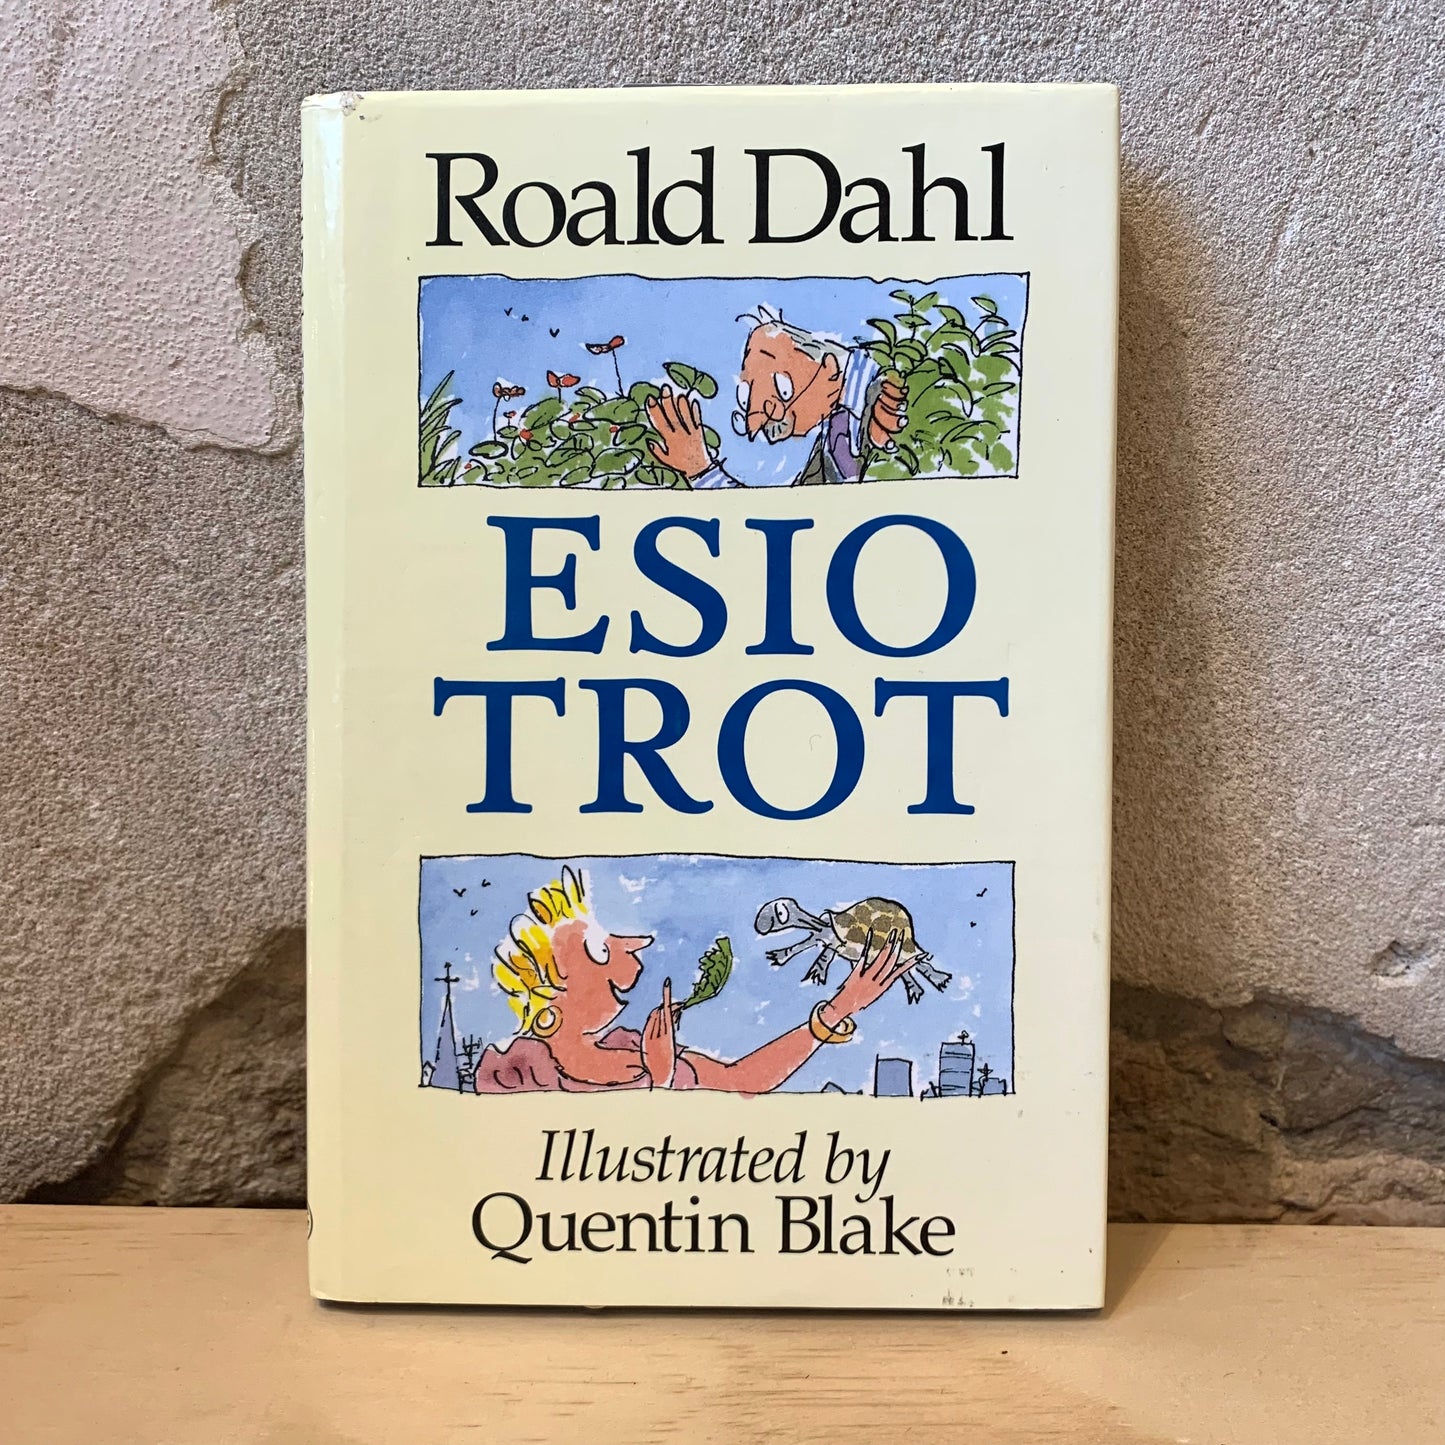 Roald Dahl
ESIO
TROT
Illustrated by
Quentin Blake